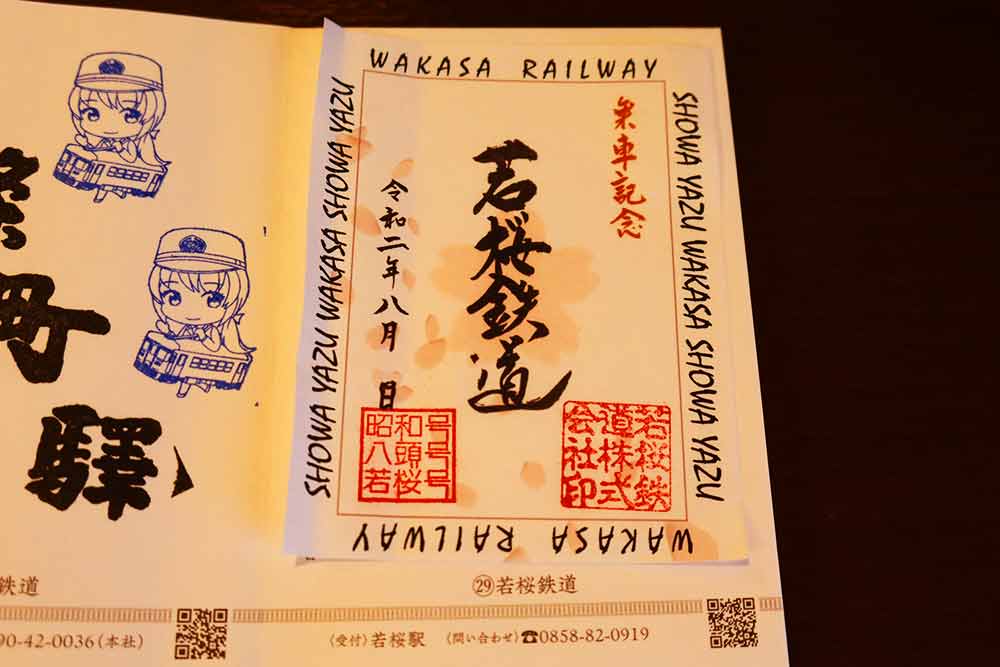 WAKASA RAILWAY
SHOWA YAZU WAKASA SHOWA YAZU
SHOWA YAZU WAKASA SHOWA YAZU
乗車記念
若桜鉄道
令和二年八月 日
若桜鉄
道株式
会社印
昭和号
八頭号
若桜号
WAKASA RAILWAY
㉙若桜鉄道
〈受付〉若桜駅 〈問い合わせ〉☎0858-82-0919
驛
鉄道
90-42-0036(本社)